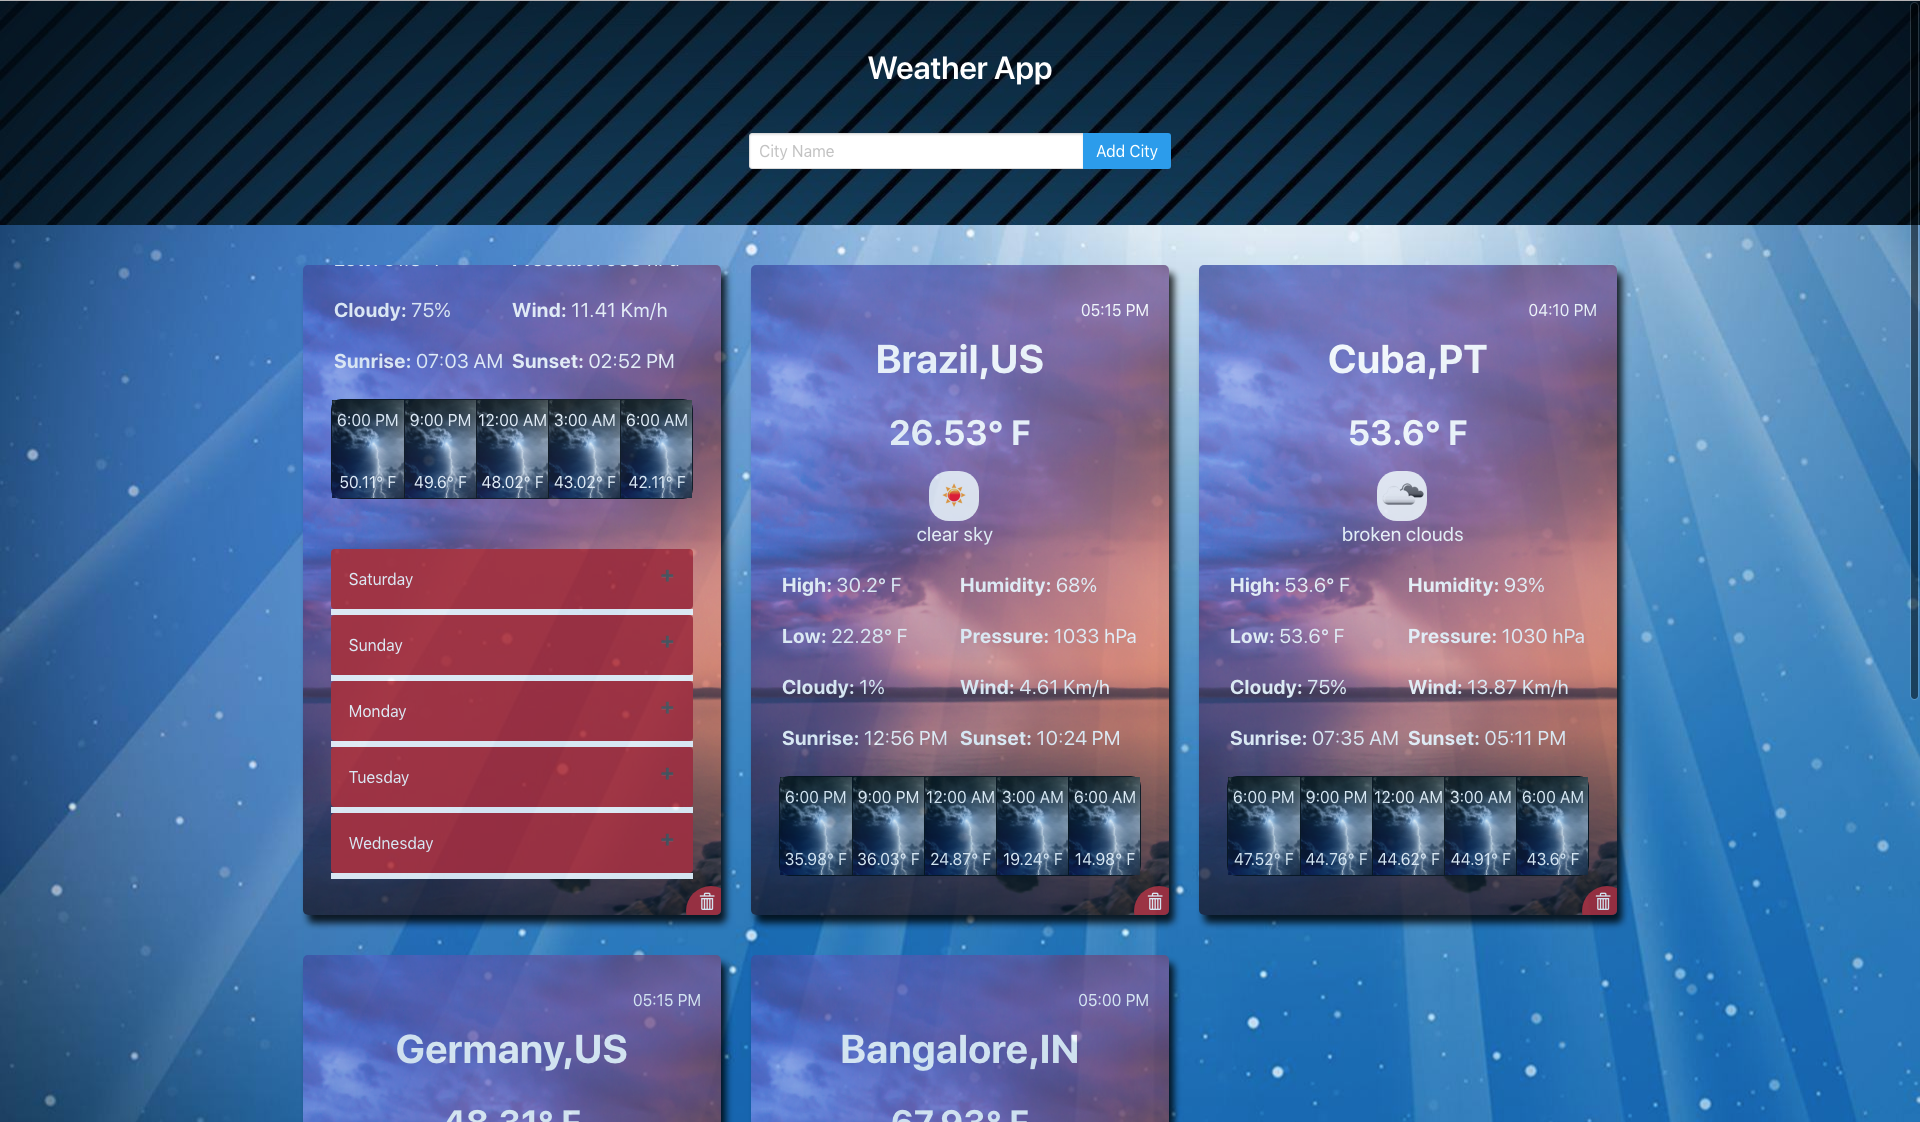 Weather App
City Name
Add City
Cloudy: 75% Wind: 11.41 Km/h
Sunrise: 07:03 AM Sunset: 02:52 PM
6:00 PM 9:00 PM 12:00 AM 3:00 AM 6:00 AM
50.11° F 49.6° F 48.02° F 43.02° F 42.11° F
Saturday +
Sunday +
Monday +
Tuesday +
Wednesday +
05:15 PM
Brazil,US
26.53° F
clear sky
High: 30.2° F Humidity: 68%
Low: 22.28° F Pressure: 1033 hPa
Cloudy: 1% Wind: 4.61 Km/h
Sunrise: 12:56 PM Sunset: 10:24 PM
6:00 PM 9:00 PM 12:00 AM 3:00 AM 6:00 AM
35.98° F 36.03° F 24.87° F 19.24° F 14.98° F
04:10 PM
Cuba,PT
53.6° F
broken clouds
High: 53.6° F Humidity: 93%
Low: 53.6° F Pressure: 1030 hPa
Cloudy: 75% Wind: 13.87 Km/h
Sunrise: 07:35 AM Sunset: 05:11 PM
6:00 PM 9:00 PM 12:00 AM 3:00 AM 6:00 AM
47.52° F 44.76° F 44.62° F 44.91° F 43.6° F
05:15 PM
Germany,US
48.31° F
05:00 PM
Bangalore,IN
67.93° F